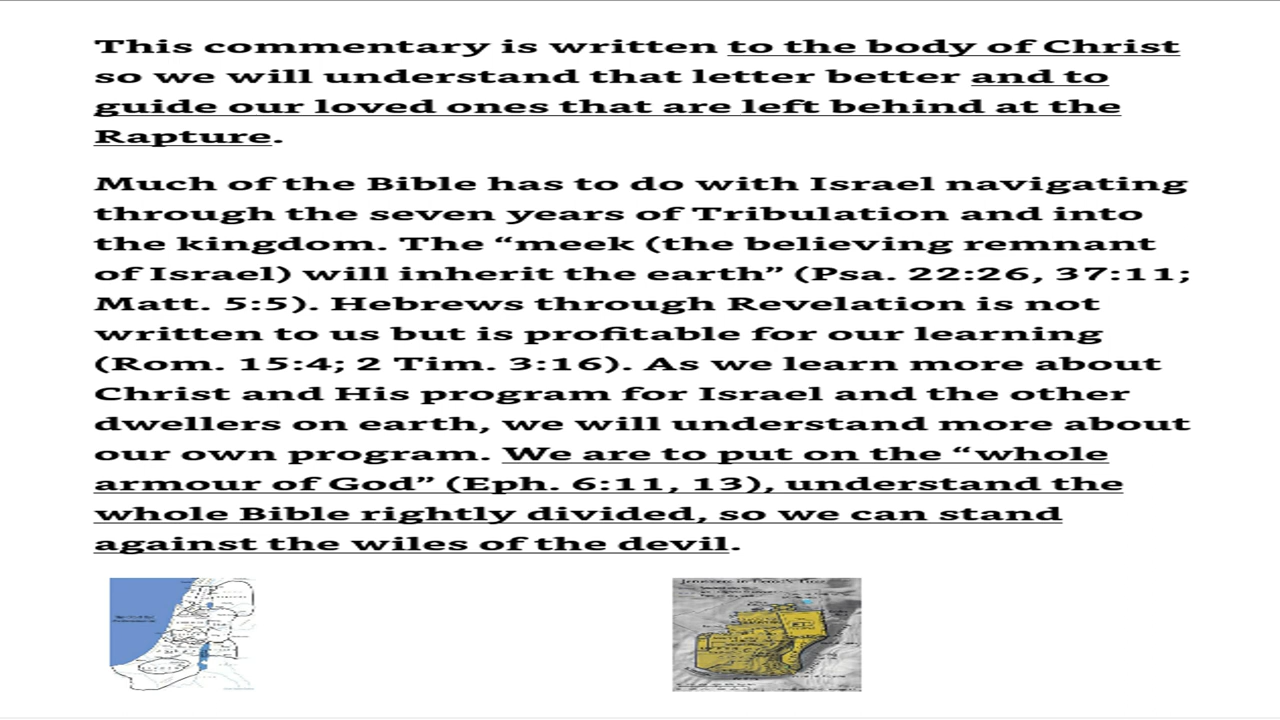 This commentary is written to the body of Christ
so we will understand that letter better and to
guide our loved ones that are left behind at the
Rapture.
Much of the Bible has to do with Israel navigating
through the seven years of Tribulation and into
the kingdom. The “meek (the believing remnant
of Israel) will inherit the earth” (Psa. 22:26, 37:11;
Matt. 5:5). Hebrews through Revelation is not
written to us but is profitable for our learning
(Rom. 15:4; 2 Tim. 3:16). As we learn more about
Christ and His program for Israel and the other
dwellers on earth, we will understand more about
our own program. We are to put on the “whole
armour of God” (Eph. 6:11, 13), understand the
whole Bible rightly divided, so we can stand
against the wiles of the devil.